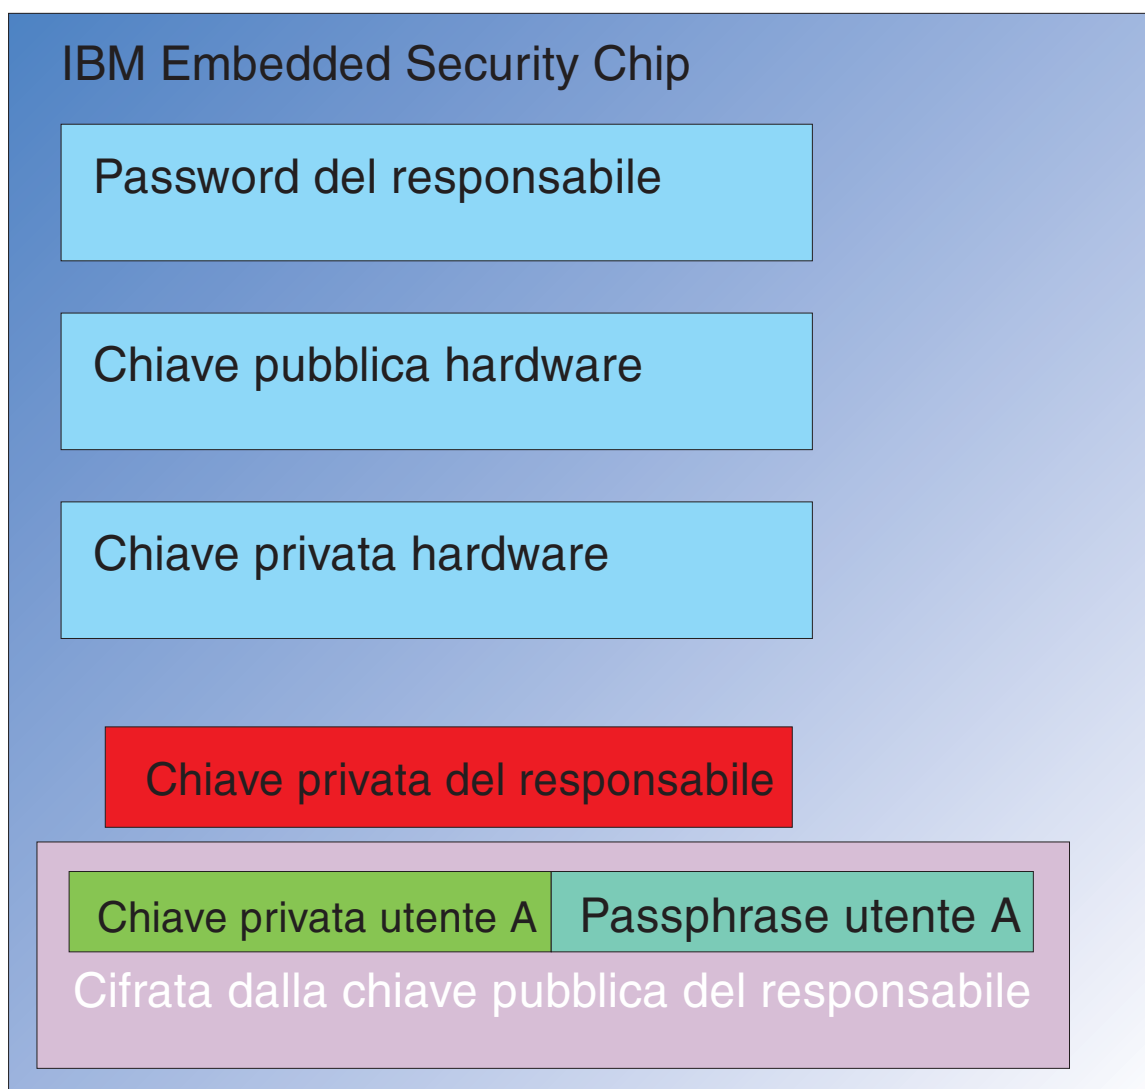 IBM Embedded Security Chip
Password del responsabile
Chiave pubblica hardware
Chiave privata hardware
Chiave privata del responsabile
Chiave privata utente A
Passphrase utente A
Cifrata dalla chiave pubblica del responsabile